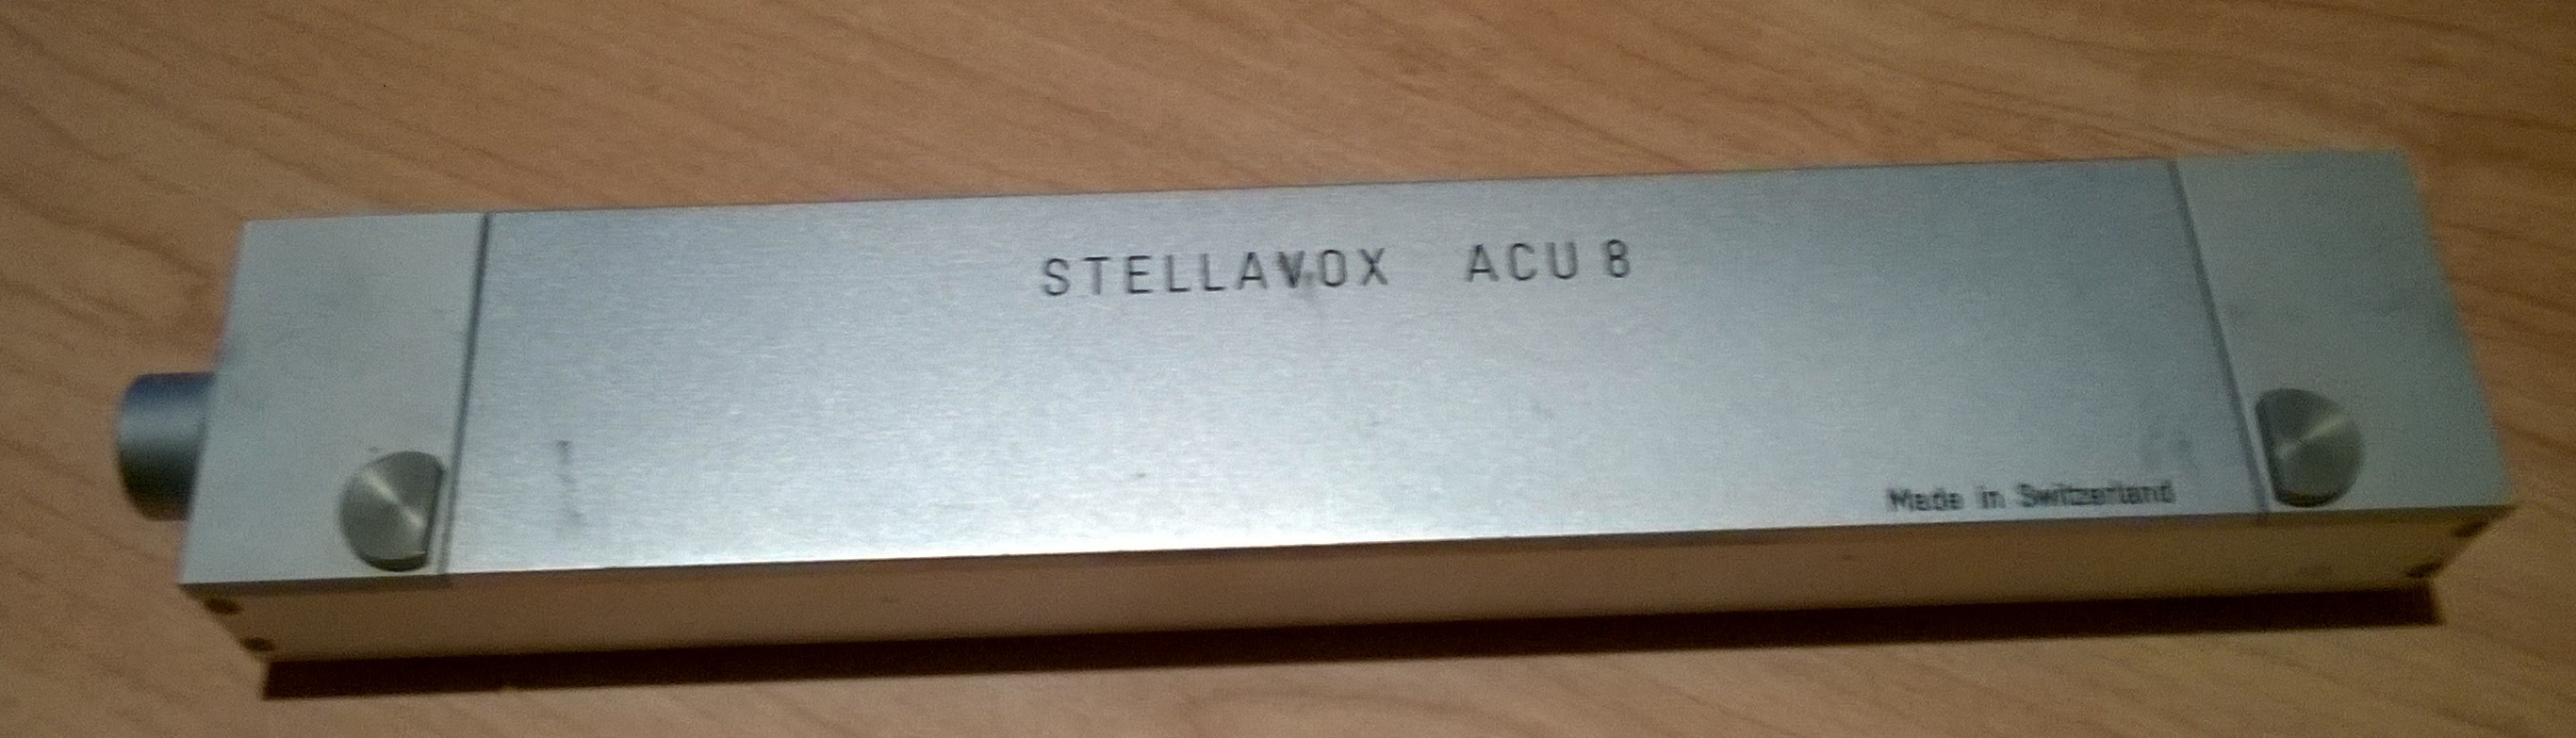 STELLAVOX ACU 8
Made in Switzerland